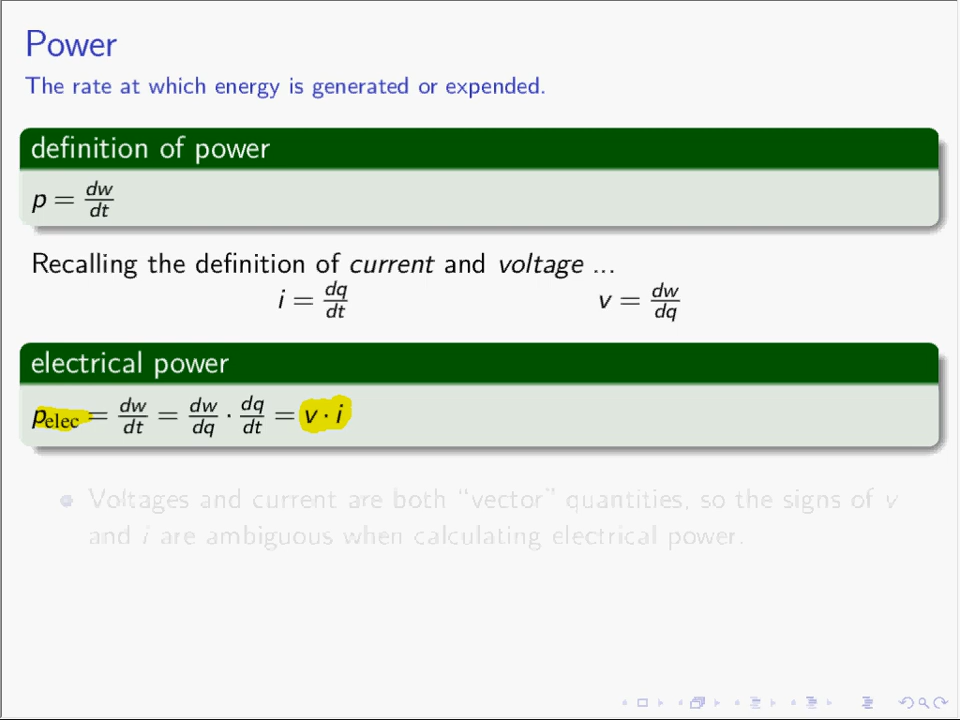 Power
The rate at which energy is generated or expended.
definition of power
p = dw/dt
Recalling the definition of current and voltage ...
i = dq/dt    v = dw/dq
electrical power
p_elec = dw/dt = dw/dq · dq/dt = v · i
Voltages and current are both “vector” quantities, so the signs of v
and i are ambiguous when calculating electrical power.